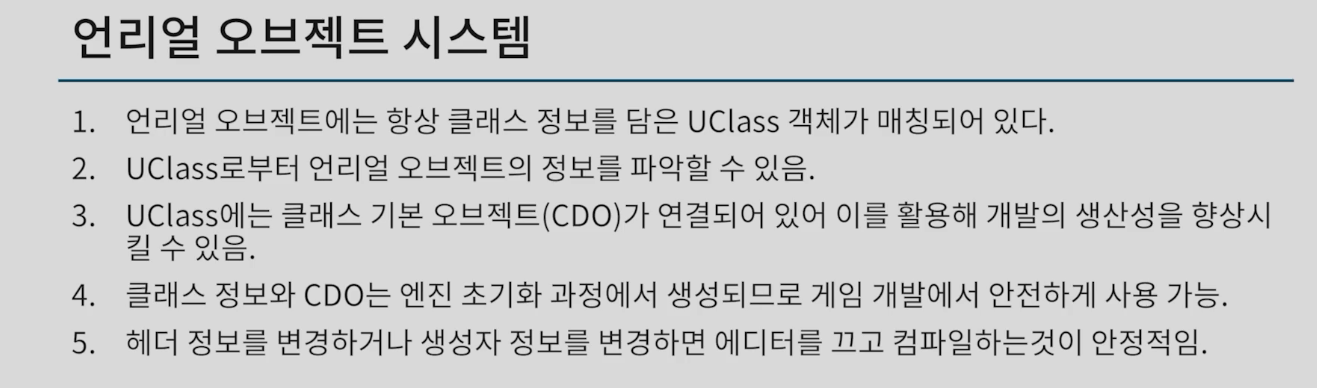 언리얼 오브젝트 시스템
1. 언리얼 오브젝트에는 항상 클래스 정보를 담은 UClass 객체가 매칭되어 있다.
2. UClass로부터 언리얼 오브젝트의 정보를 파악할 수 있음.
3. UClass에는 클래스 기본 오브젝트(CDO)가 연결되어 있어 이를 활용해 개발의 생산성을 향상시
킬 수 있음.
4. 클래스 정보와 CDO는 엔진 초기화 과정에서 생성되므로 게임 개발에서 안전하게 사용 가능.
5. 헤더 정보를 변경하거나 생성자 정보를 변경하면 에디터를 끄고 컴파일하는것이 안정적임.